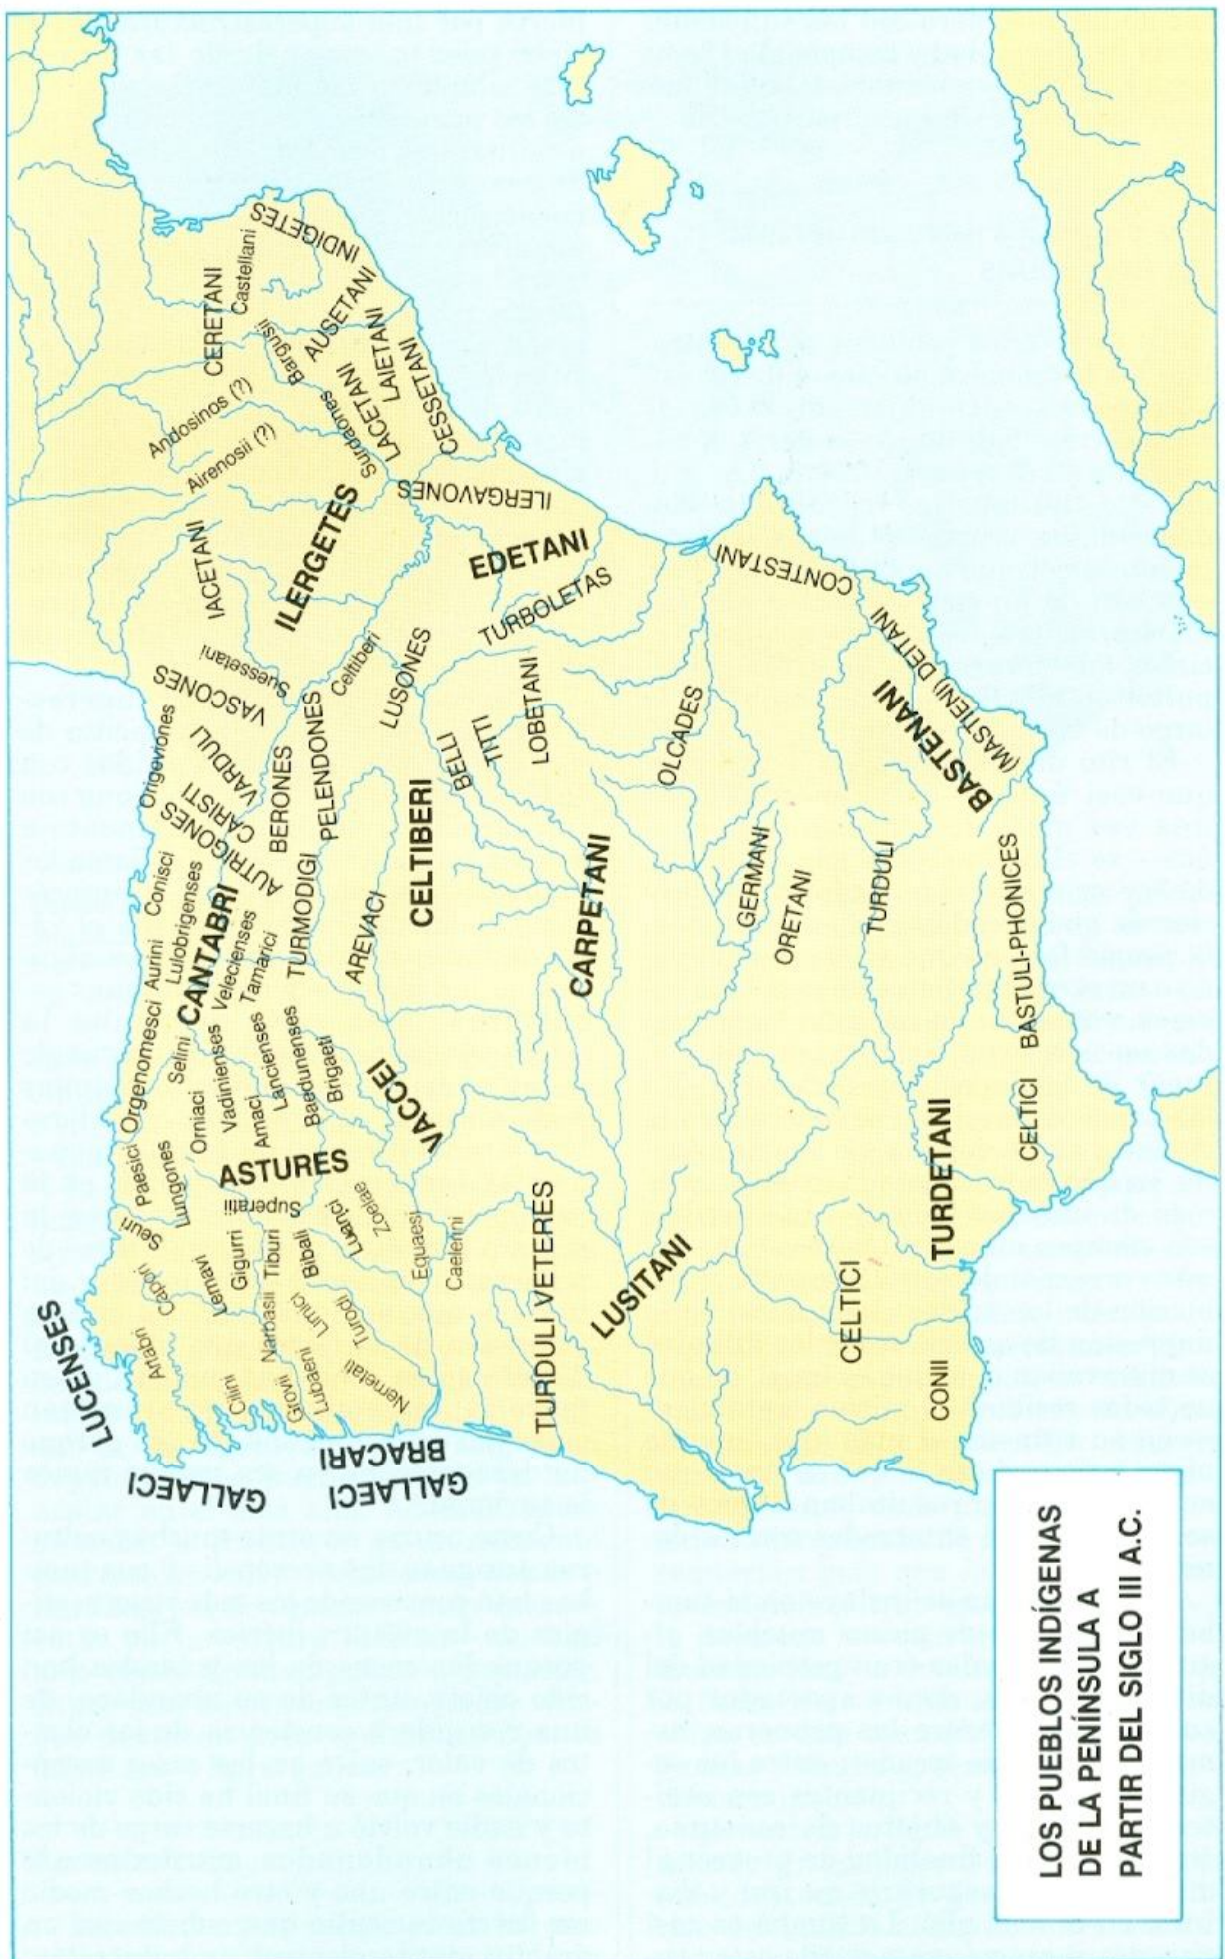 LUCENSES
GALLAECI
GALLAECI
BRACARI
Artabri
Capori
Cilini
Lemavi
Seuri
Gigurri
Narbasii
Tiburi
Grovii
Lubaeni
Limici
Bibali
Turodi
Nemetati
Luanci
Zoelae
Equaesi
Caelerini
Superatii
ASTURES
Paesici
Lungones
Orniaci
Vadinienses
Amaci
Lancienses
Baedunenses
Brigaeti
Orgenomesci
Selini
Aurini
Lulobrigenses
CANTABRI
Velecienses
Tamarici
Conisci
AUTRIGONES
Origeviones
CARISTI
VARDULI
VASCONES
Suessetani
BERONES
PELENDONES
TURMODIGI
AREVACI
VACCEI
CELTIBERI
Celtiberi
LUSONES
BELLI
TITTI
LOBETANI
TURBOLETAS
IACETANI
ILERGETES
Airenosii (?)
Andosinos (?)
CERETANI
Castellani
INDIGETES
Bargusii
AUSETANI
Surdaones
LACETANI
LAIETANI
CESSETANI
ILERGAVONES
EDETANI
CONTESTANI
OLCADES
CARPETANI
GERMANI
ORETANI
TURDULI
DEITANI
(MASTIENI)
BASTENANI
BASTULI-PHONICES
CELTICI
TURDETANI
TURDULI VETERES
LUSITANI
CELTICI
CONII
LOS PUEBLOS INDÍGENAS
DE LA PENÍNSULA A
PARTIR DEL SIGLO III A.C.